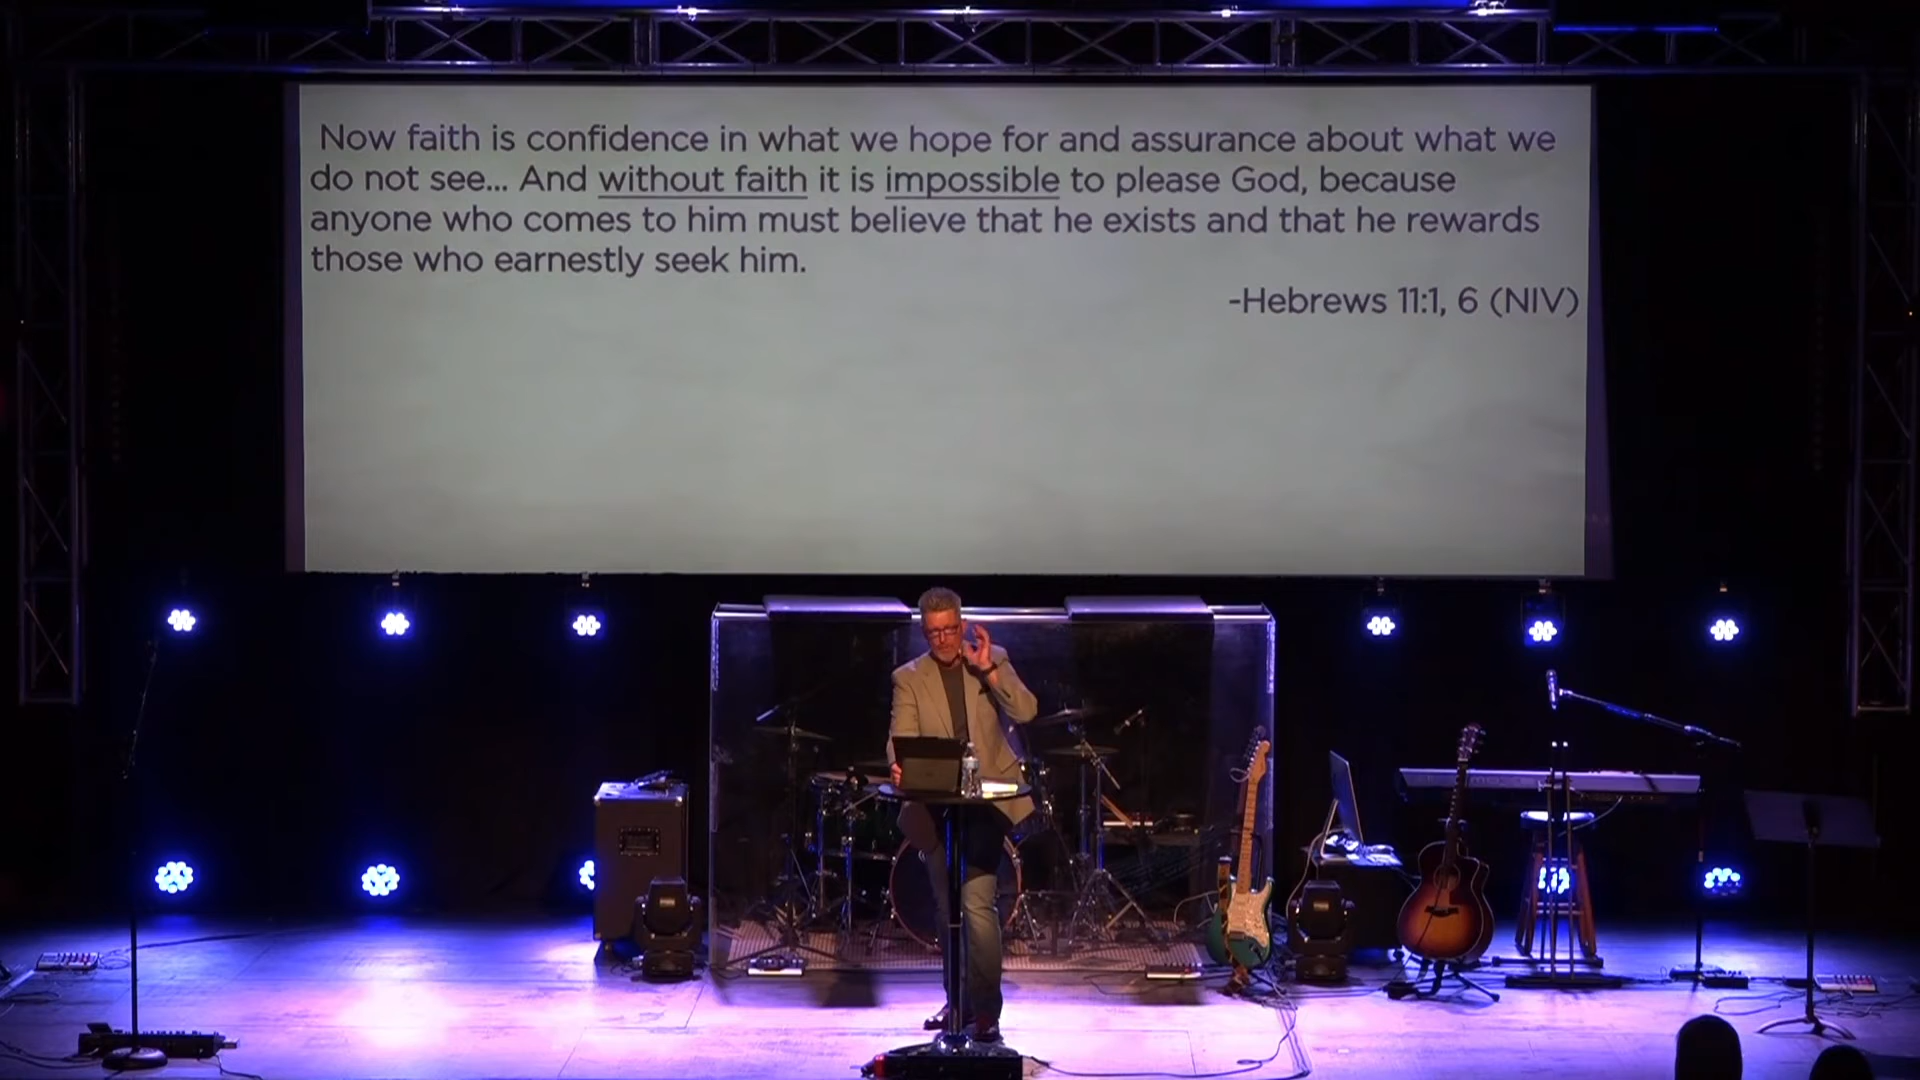 Now faith is confidence in what we hope for and assurance about what we
do not see... And without faith it is impossible to please God, because
anyone who comes to him must believe that he exists and that he rewards
those who earnestly seek him.
-Hebrews 11:1, 6 (NIV)